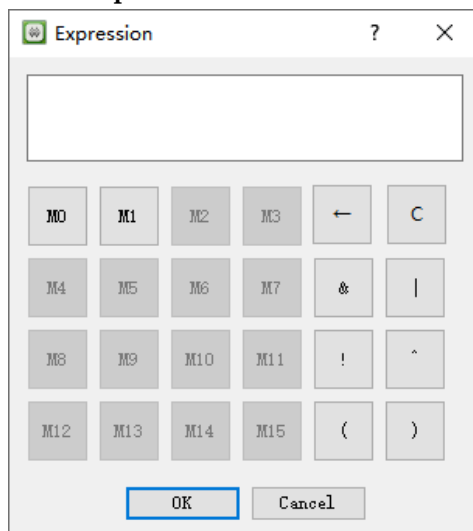 Expression ? ×
M0 M1 M2 M3 ← C
M4 M5 M6 M7 & |
M8 M9 M10 M11 ! ^
M12 M13 M14 M15 ( )
OK Cancel